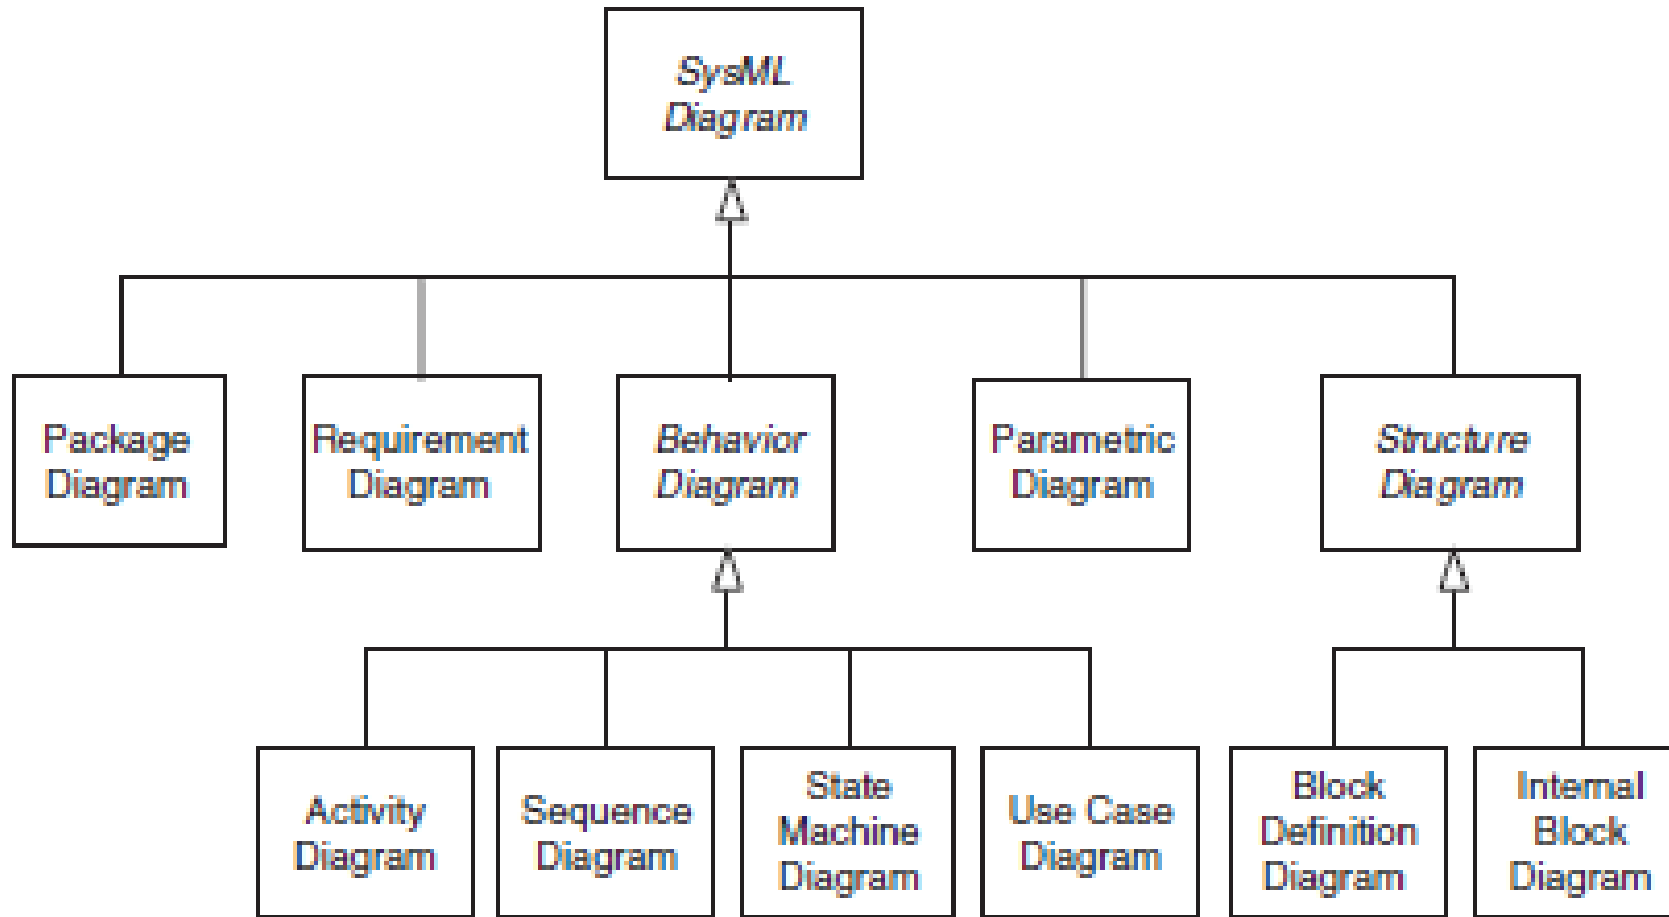 SysML
Diagram
Package
Diagram
Requirement
Diagram
Behavior
Diagram
Parametric
Diagram
Structure
Diagram
Activity
Diagram
Sequence
Diagram
State
Machine
Diagram
Use Case
Diagram
Block
Definition
Diagram
Internal
Block
Diagram